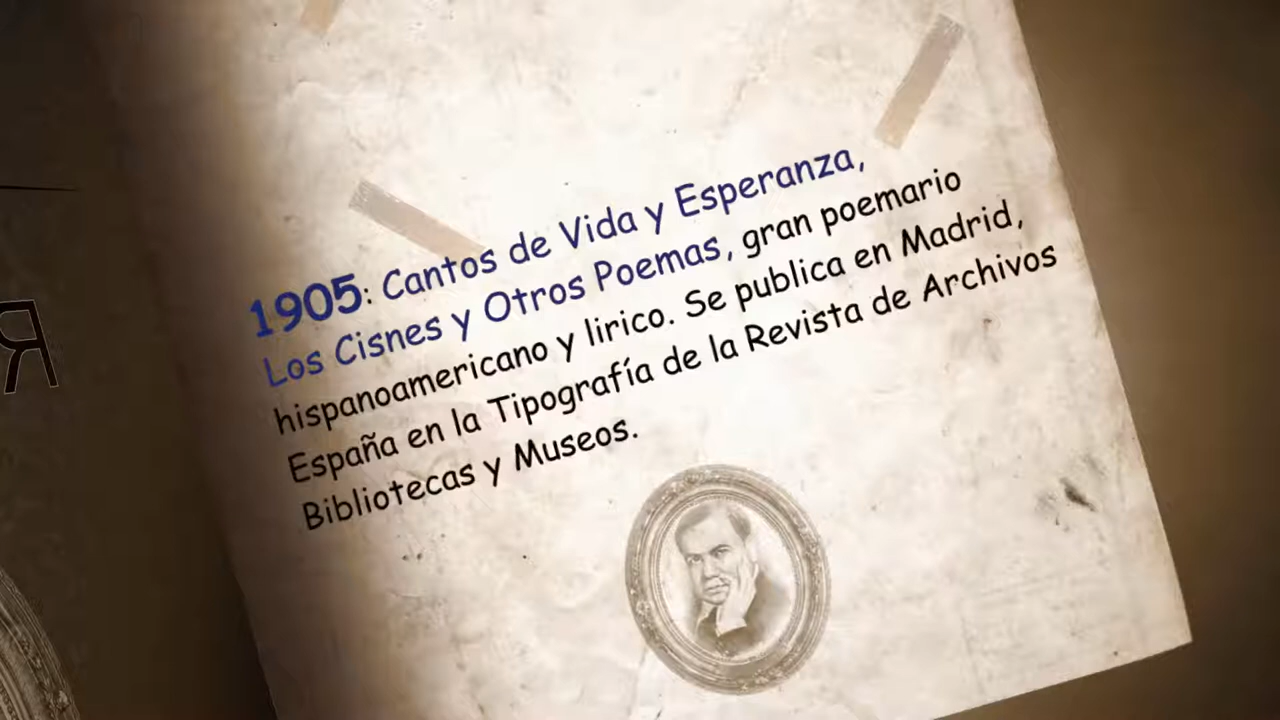 1905: Cantos de Vida y Esperanza,
Los Cisnes y Otros Poemas, gran poemario
hispanoamericano y lirico. Se publica en Madrid,
España en la Tipografía de la Revista de Archivos
Bibliotecas y Museos.